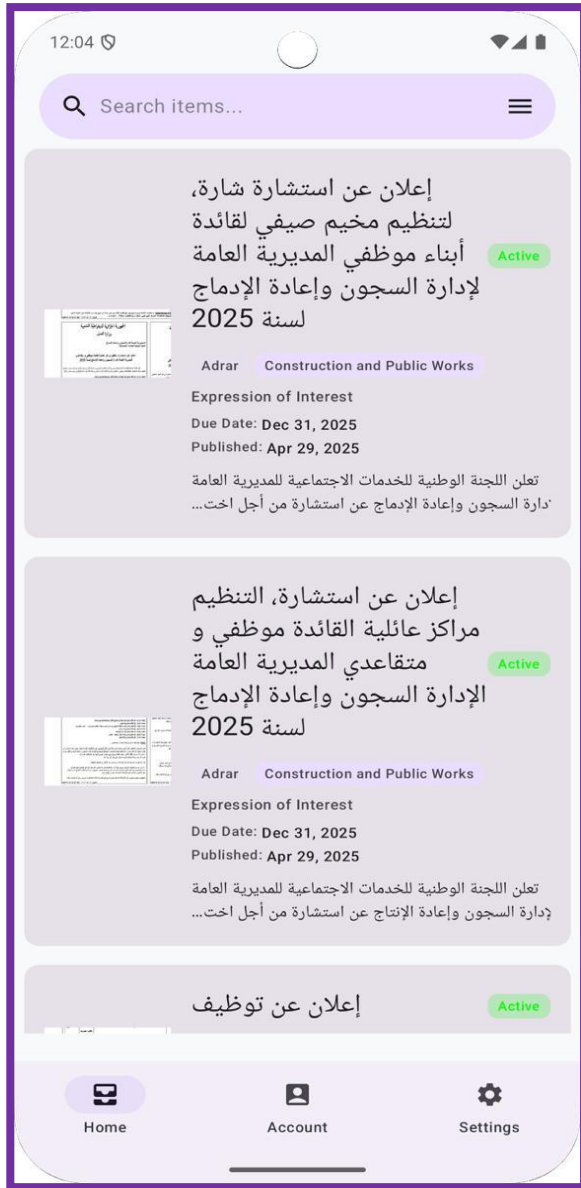 12:04
Search items...
إعلان عن استشارة شارة،
لتنظيم مخيم صيفي لقائدة
أبناء موظفي المديرية العامة
لإدارة السجون وإعادة الإدماج
لسنة 2025
Active
Adrar Construction and Public Works
Expression of Interest
Due Date: Dec 31, 2025
Published: Apr 29, 2025
تعلن اللجنة الوطنية للخدمات الاجتماعية للمديرية العامة
دارة السجون وإعادة الإدماج عن استشارة من أجل اخت...
إعلان عن استشارة، التنظيم
مراكز عائلية القائدة موظفي و
متقاعدي المديرية العامة
الإدارة السجون وإعادة الإدماج
لسنة 2025
Active
Adrar Construction and Public Works
Expression of Interest
Due Date: Dec 31, 2025
Published: Apr 29, 2025
تعلن اللجنة الوطنية للخدمات الاجتماعية للمديرية العامة
لإدارة السجون وإعادة الإنتاج عن استشارة من أجل اخت...
إعلان عن توظيف
Active
Home Account Settings